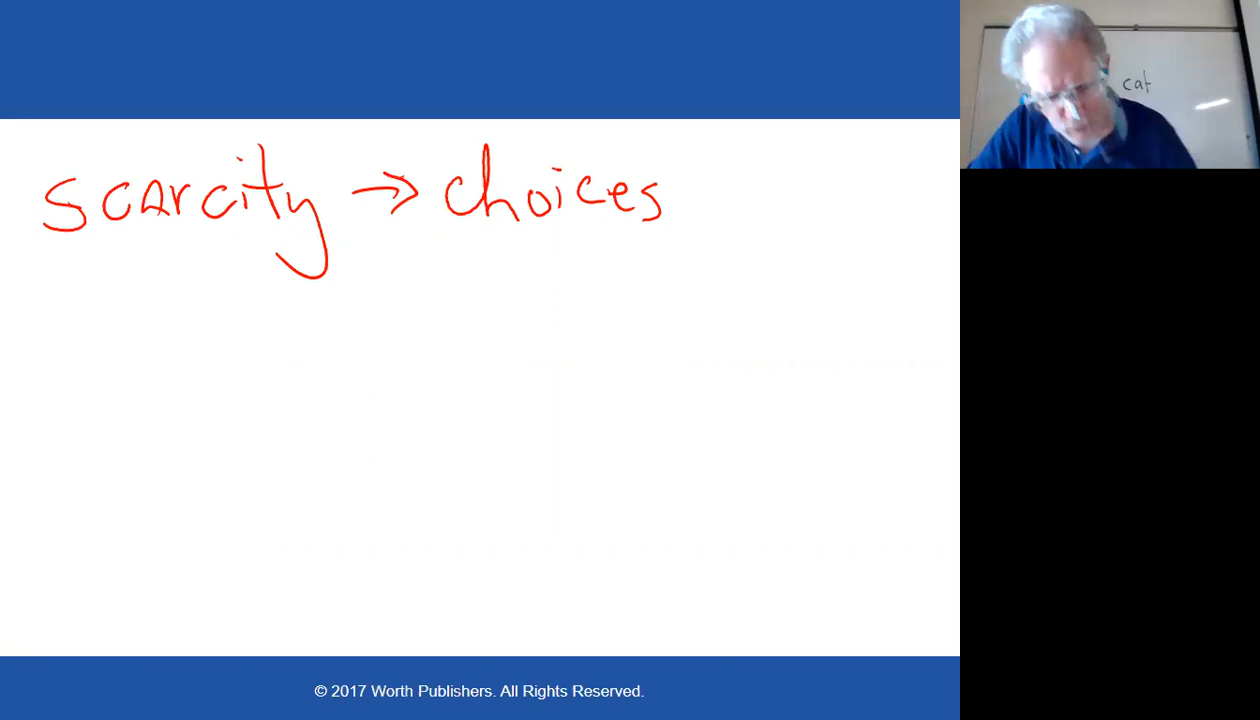 scarcity → choices
cat
© 2017 Worth Publishers. All Rights Reserved.